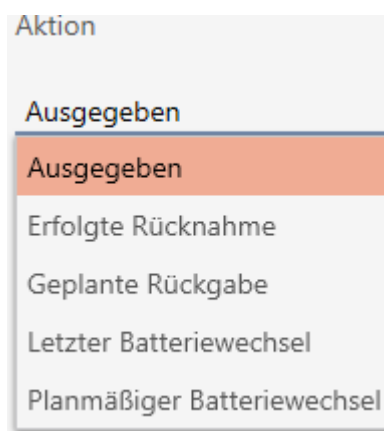 Aktion
Ausgegeben
Ausgegeben
Erfolgte Rücknahme
Geplante Rückgabe
Letzter Batteriewechsel
Planmäßiger Batteriewechsel